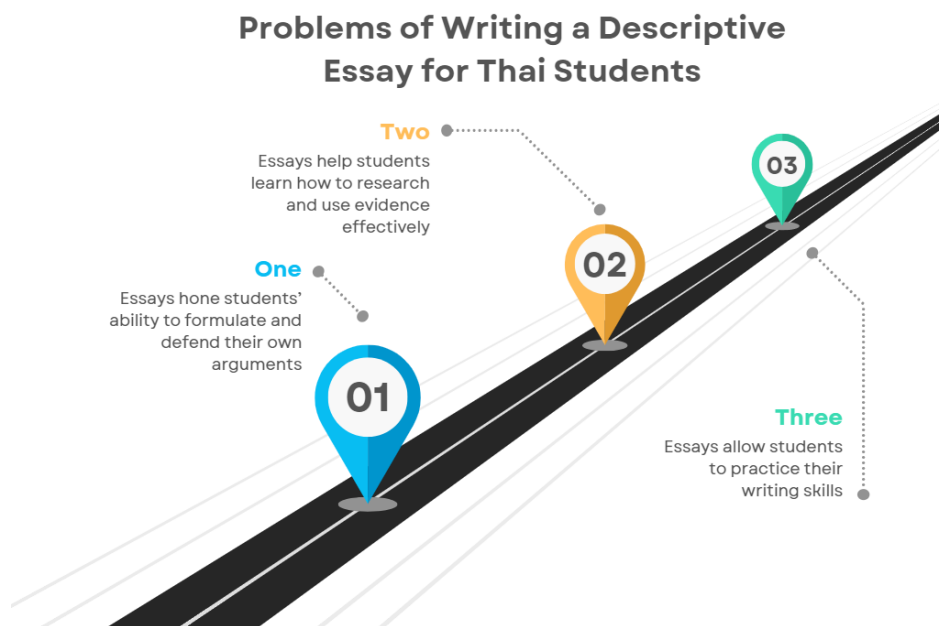 Problems of Writing a Descriptive
Essay for Thai Students
Two
Essays help students
learn how to research
and use evidence
effectively
03
02
One
Essays hone students’
ability to formulate and
defend their own
arguments
01
Three
Essays allow students
to practice their
writing skills